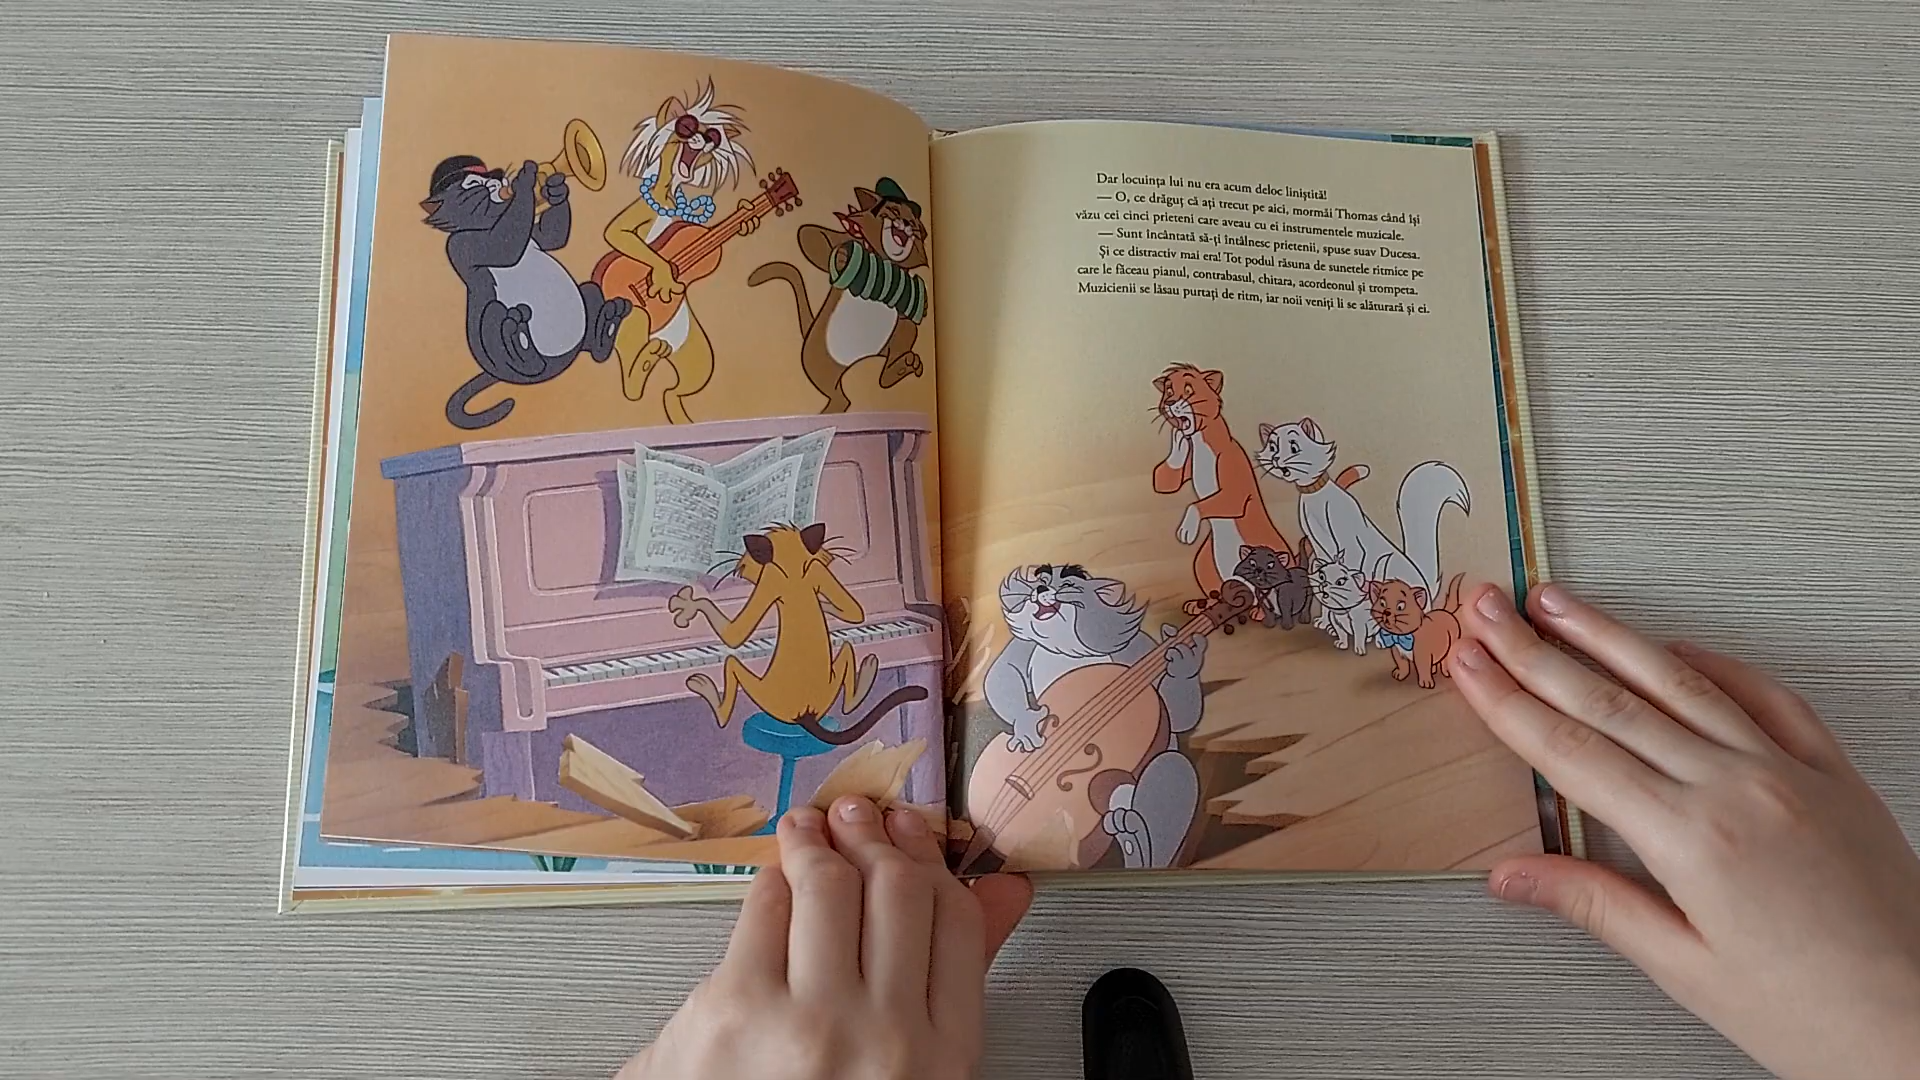 Dar locuința lui nu era acum deloc liniștită!
— O, ce drăguț că ați trecut pe aici, mormăi Thomas când își
văzu cei cinci prieteni care aveau cu ei instrumentele muzicale.
— Sunt încântată să-ți întâlnesc prietenii, spuse suav Ducesa.
Și ce distractiv mai era! Tot podul răsuna de sunetele ritmice pe
care le făceau pianul, contrabasul, chitara, acordeonul și trompeta.
Muzicienii se lăsau purtați de ritm, iar noii veniți li se alăturară și ei.